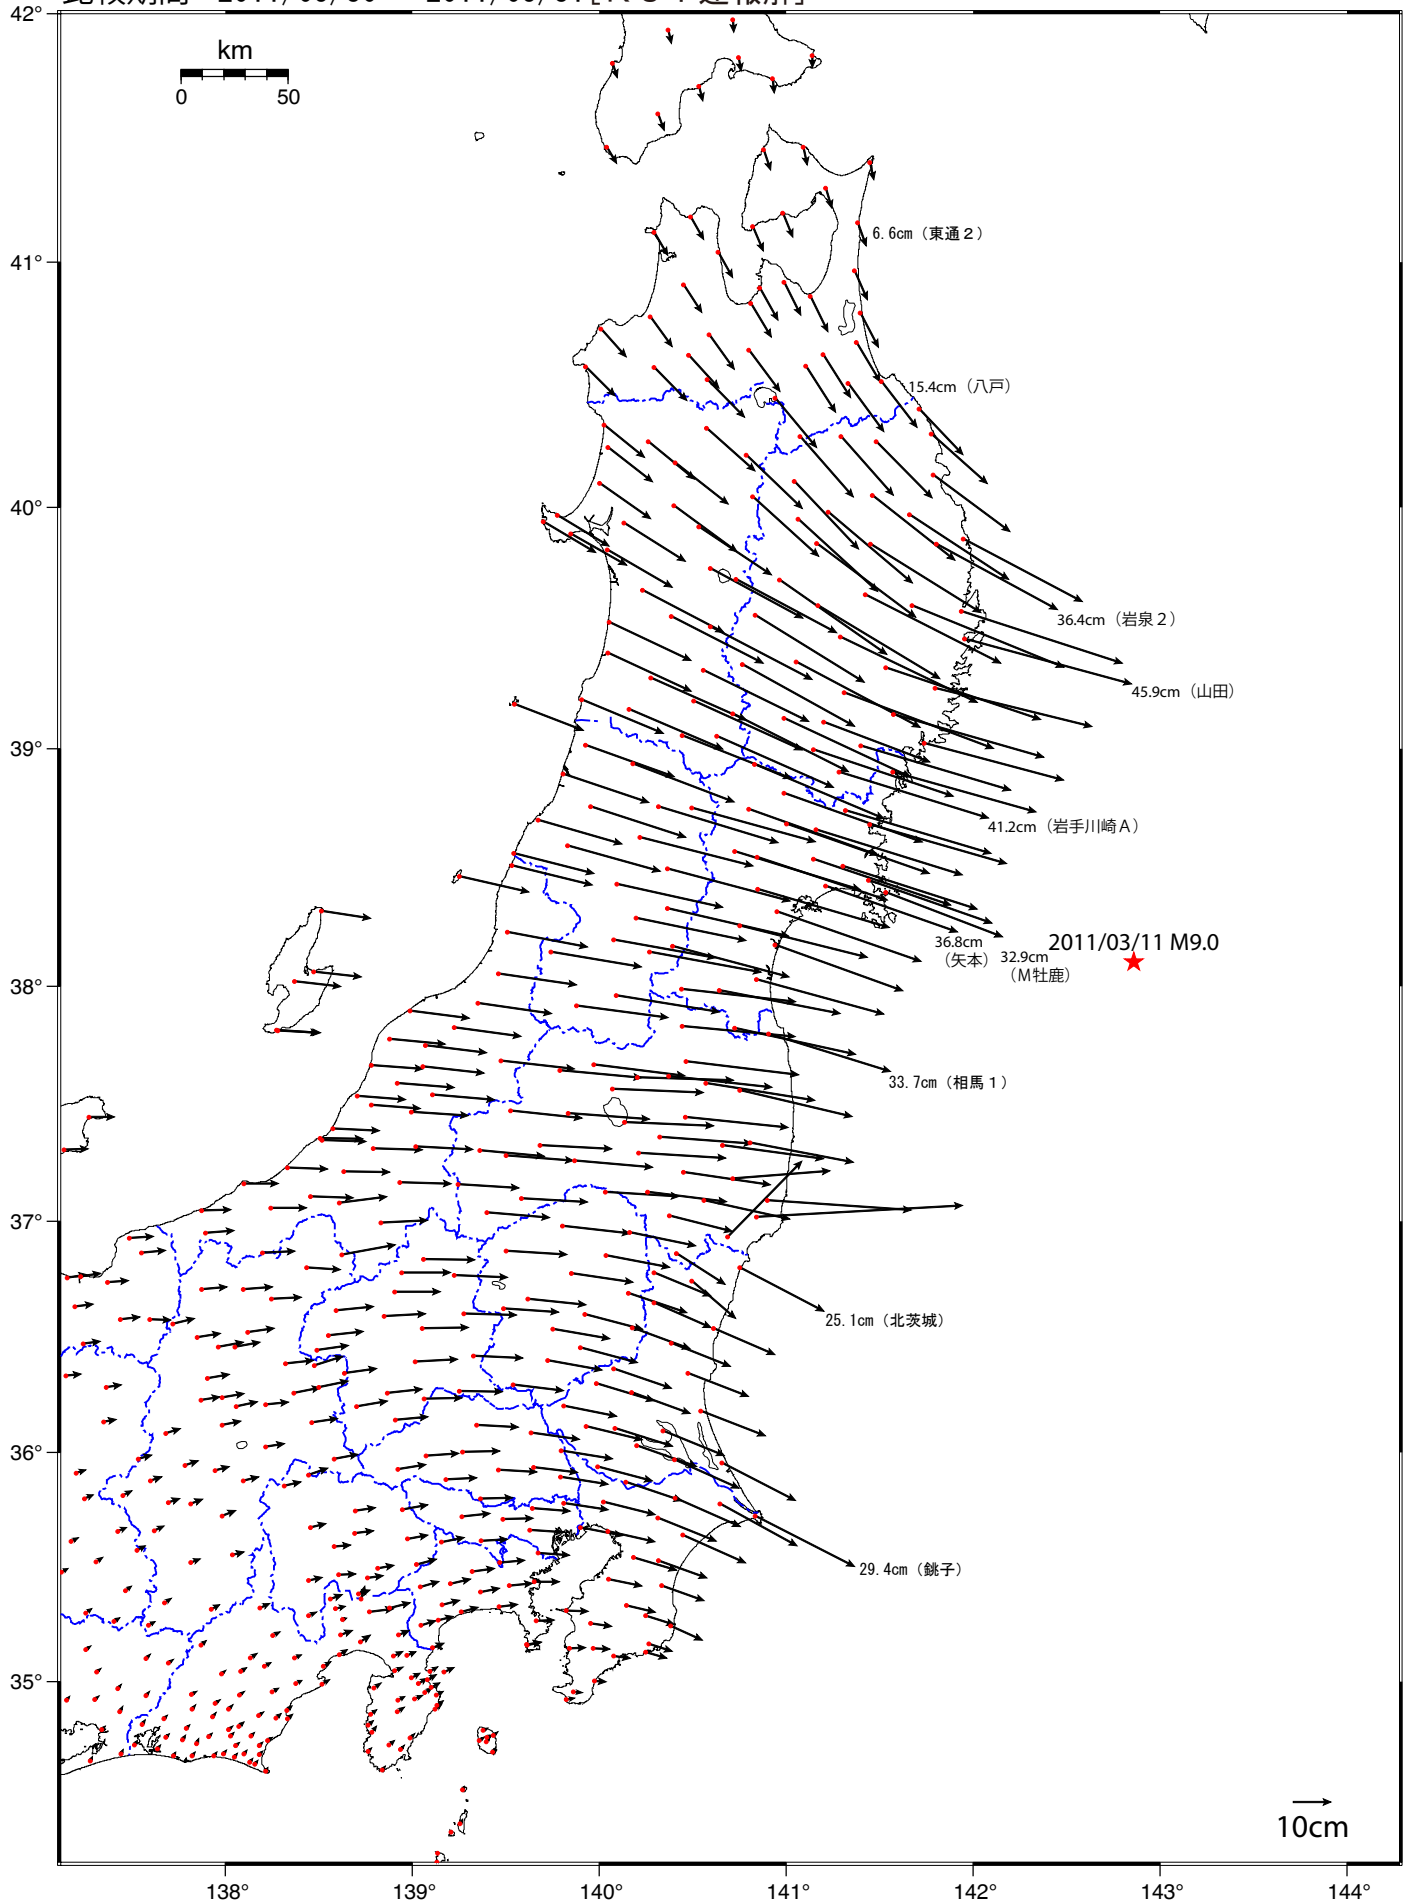 42°
km
0 50
41°
6.6cm（東通２）
15.4cm（八戸）
40°
36.4cm（岩泉２）
45.9cm（山田）
39°
41.2cm（岩手川崎Ａ）
2011/03/11 M9.0
36.8cm
（矢本）
32.9cm
（Ｍ牡鹿）
38°
33.7cm（相馬１）
37°
25.1cm（北茨城）
36°
29.4cm（銚子）
35°
10cm
138° 139° 140° 141° 142° 143° 144°